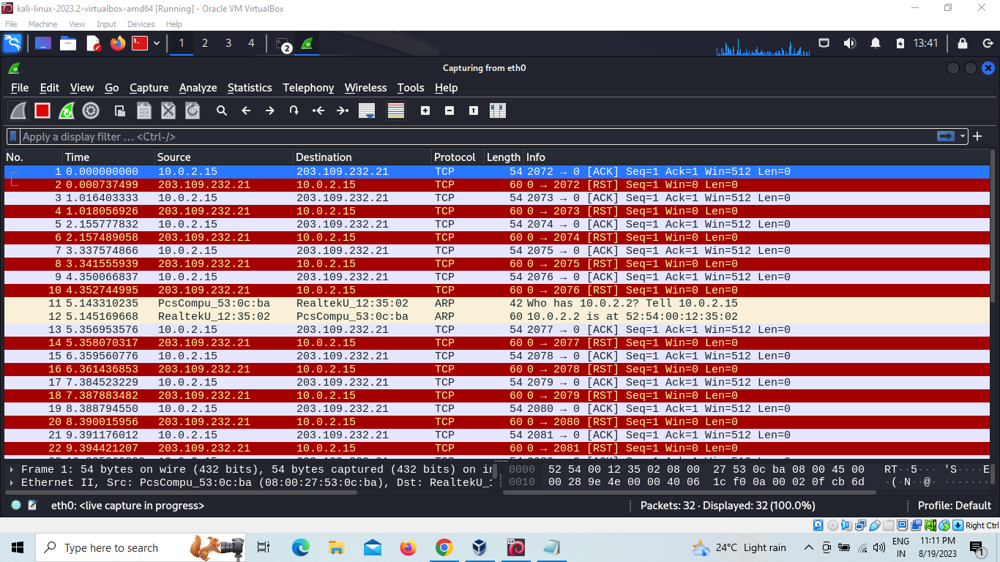 kali-linux-2023.2-virtualbox-amd64 [Running] - Oracle VM VirtualBox
File Machine View Input Devices Help
1 2 3 4 2 13:41
Capturing from eth0
File Edit View Go Capture Analyze Statistics Telephony Wireless Tools Help
Apply a display filter … <Ctrl-/>
No. Time Source Destination Protocol Length Info
1 0.000000000 10.0.2.15 203.109.232.21 TCP 54 2072 → 0 [ACK] Seq=1 Ack=1 Win=512 Len=0
2 0.000737499 203.109.232.21 10.0.2.15 TCP 60 0 → 2072 [RST] Seq=1 Win=0 Len=0
3 1.016403333 10.0.2.15 203.109.232.21 TCP 54 2073 → 0 [ACK] Seq=1 Ack=1 Win=512 Len=0
4 1.018056926 203.109.232.21 10.0.2.15 TCP 60 0 → 2073 [RST] Seq=1 Win=0 Len=0
5 2.155777832 10.0.2.15 203.109.232.21 TCP 54 2074 → 0 [ACK] Seq=1 Ack=1 Win=512 Len=0
6 2.157489058 203.109.232.21 10.0.2.15 TCP 60 0 → 2074 [RST] Seq=1 Win=0 Len=0
7 3.337574866 10.0.2.15 203.109.232.21 TCP 54 2075 → 0 [ACK] Seq=1 Ack=1 Win=512 Len=0
8 3.341555939 203.109.232.21 10.0.2.15 TCP 60 0 → 2075 [RST] Seq=1 Win=0 Len=0
9 4.350066837 10.0.2.15 203.109.232.21 TCP 54 2076 → 0 [ACK] Seq=1 Ack=1 Win=512 Len=0
10 4.352744995 203.109.232.21 10.0.2.15 TCP 60 0 → 2076 [RST] Seq=1 Win=0 Len=0
11 5.143310235 PcsCompu_53:0c:ba RealtekU_12:35:02 ARP 42 Who has 10.0.2.2? Tell 10.0.2.15
12 5.145169668 RealtekU_12:35:02 PcsCompu_53:0c:ba ARP 60 10.0.2.2 is at 52:54:00:12:35:02
13 5.356953576 10.0.2.15 203.109.232.21 TCP 54 2077 → 0 [ACK] Seq=1 Ack=1 Win=512 Len=0
14 5.358070317 203.109.232.21 10.0.2.15 TCP 60 0 → 2077 [RST] Seq=1 Win=0 Len=0
15 6.359560776 10.0.2.15 203.109.232.21 TCP 54 2078 → 0 [ACK] Seq=1 Ack=1 Win=512 Len=0
16 6.361436853 203.109.232.21 10.0.2.15 TCP 60 0 → 2078 [RST] Seq=1 Win=0 Len=0
17 7.384523229 10.0.2.15 203.109.232.21 TCP 54 2079 → 0 [ACK] Seq=1 Ack=1 Win=512 Len=0
18 7.387883482 203.109.232.21 10.0.2.15 TCP 60 0 → 2079 [RST] Seq=1 Win=0 Len=0
19 8.388794550 10.0.2.15 203.109.232.21 TCP 54 2080 → 0 [ACK] Seq=1 Ack=1 Win=512 Len=0
20 8.390015956 203.109.232.21 10.0.2.15 TCP 60 0 → 2080 [RST] Seq=1 Win=0 Len=0
21 9.391176012 10.0.2.15 203.109.232.21 TCP 54 2081 → 0 [ACK] Seq=1 Ack=1 Win=512 Len=0
22 9.394421207 203.109.232.21 10.0.2.15 TCP 60 0 → 2081 [RST] Seq=1 Win=0 Len=0
Frame 1: 54 bytes on wire (432 bits), 54 bytes captured (432 bits) on in
Ethernet II, Src: PcsCompu_53:0c:ba (08:00:27:53:0c:ba), Dst: RealtekU_1
0000 52 54 00 12 35 02 08 00 27 53 0c ba 08 00 45 00 RT··5··· 'S····E
0010 00 28 9e 4e 00 00 40 06 1c f0 0a 00 02 0f cb 6d ·(·N··@· ·······
eth0: <live capture in progress> Packets: 32 · Displayed: 32 (100.0%) Profile: Default
Right Ctrl
Type here to search
24°C Light rain
ENG
IN
11:11 PM
8/19/2023
1